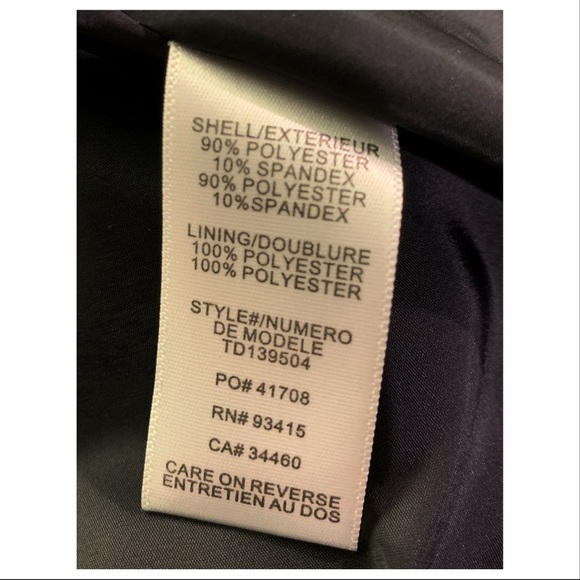 SHELL/EXTERIEUR
90% POLYESTER
10% SPANDEX
90% POLYESTER
10%SPANDEX
LINING/DOUBLURE
100% POLYESTER
100% POLYESTER
STYLE#/NUMERO
DE MODELE
TD139504
PO# 41708
RN# 93415
CA# 34460
CARE ON REVERSE
ENTRETIEN AU DOS